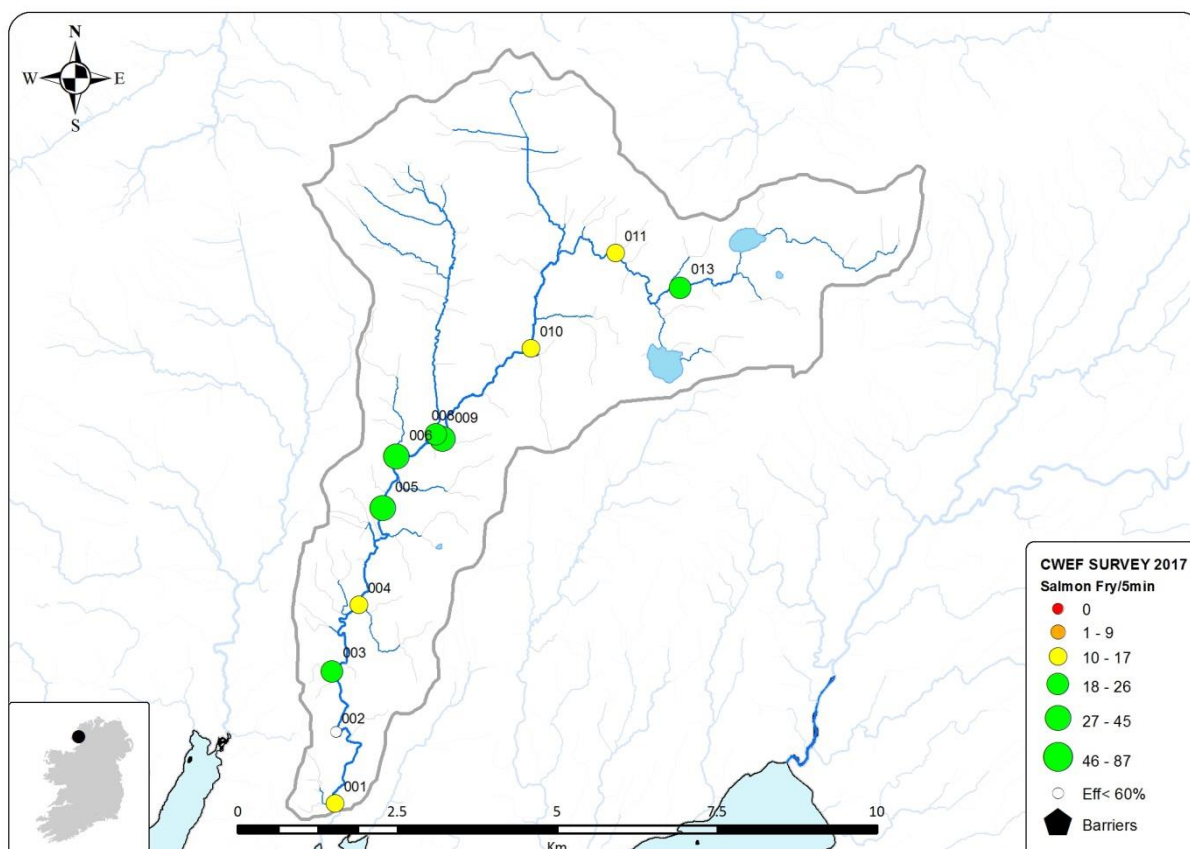 N
W E
S
011
013
010
008 009
006
005
004
003
002
001
0 2.5 5 7.5 10
Km
CWEF SURVEY 2017
Salmon Fry/5min
0
1 - 9
10 - 17
18 - 26
27 - 45
46 - 87
Eff< 60%
Barriers